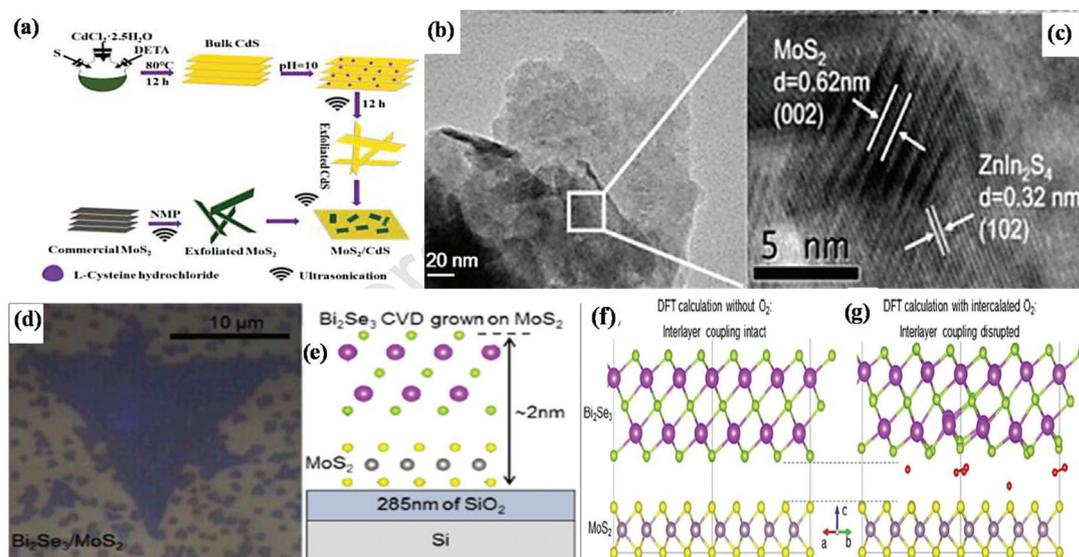 (a)
CdCl₂·2.5H₂O
S
DETA
80℃
12 h
Bulk CdS
pH=10
12 h
Exfoliated CdS
NMP
Commercial MoS₂
Exfoliated MoS₂
MoS₂/CdS
L-Cysteine hydrochloride
Ultrasonication
(b)
20 nm
(c)
MoS₂
d=0.62nm
(002)
ZnIn₂S₄
d=0.32 nm
(102)
5 nm
(d)
10 µm
Bi₂Se₃/MoS₂
(e)
Bi₂Se₃ CVD grown on MoS₂
~2nm
MoS₂
285nm of SiO₂
Si
(f)
DFT calculation without O₂:
Interlayer coupling intact
(g)
DFT calculation with intercalated O₂:
Interlayer coupling disrupted
Bi₂Se₃
MoS₂
c
a
b